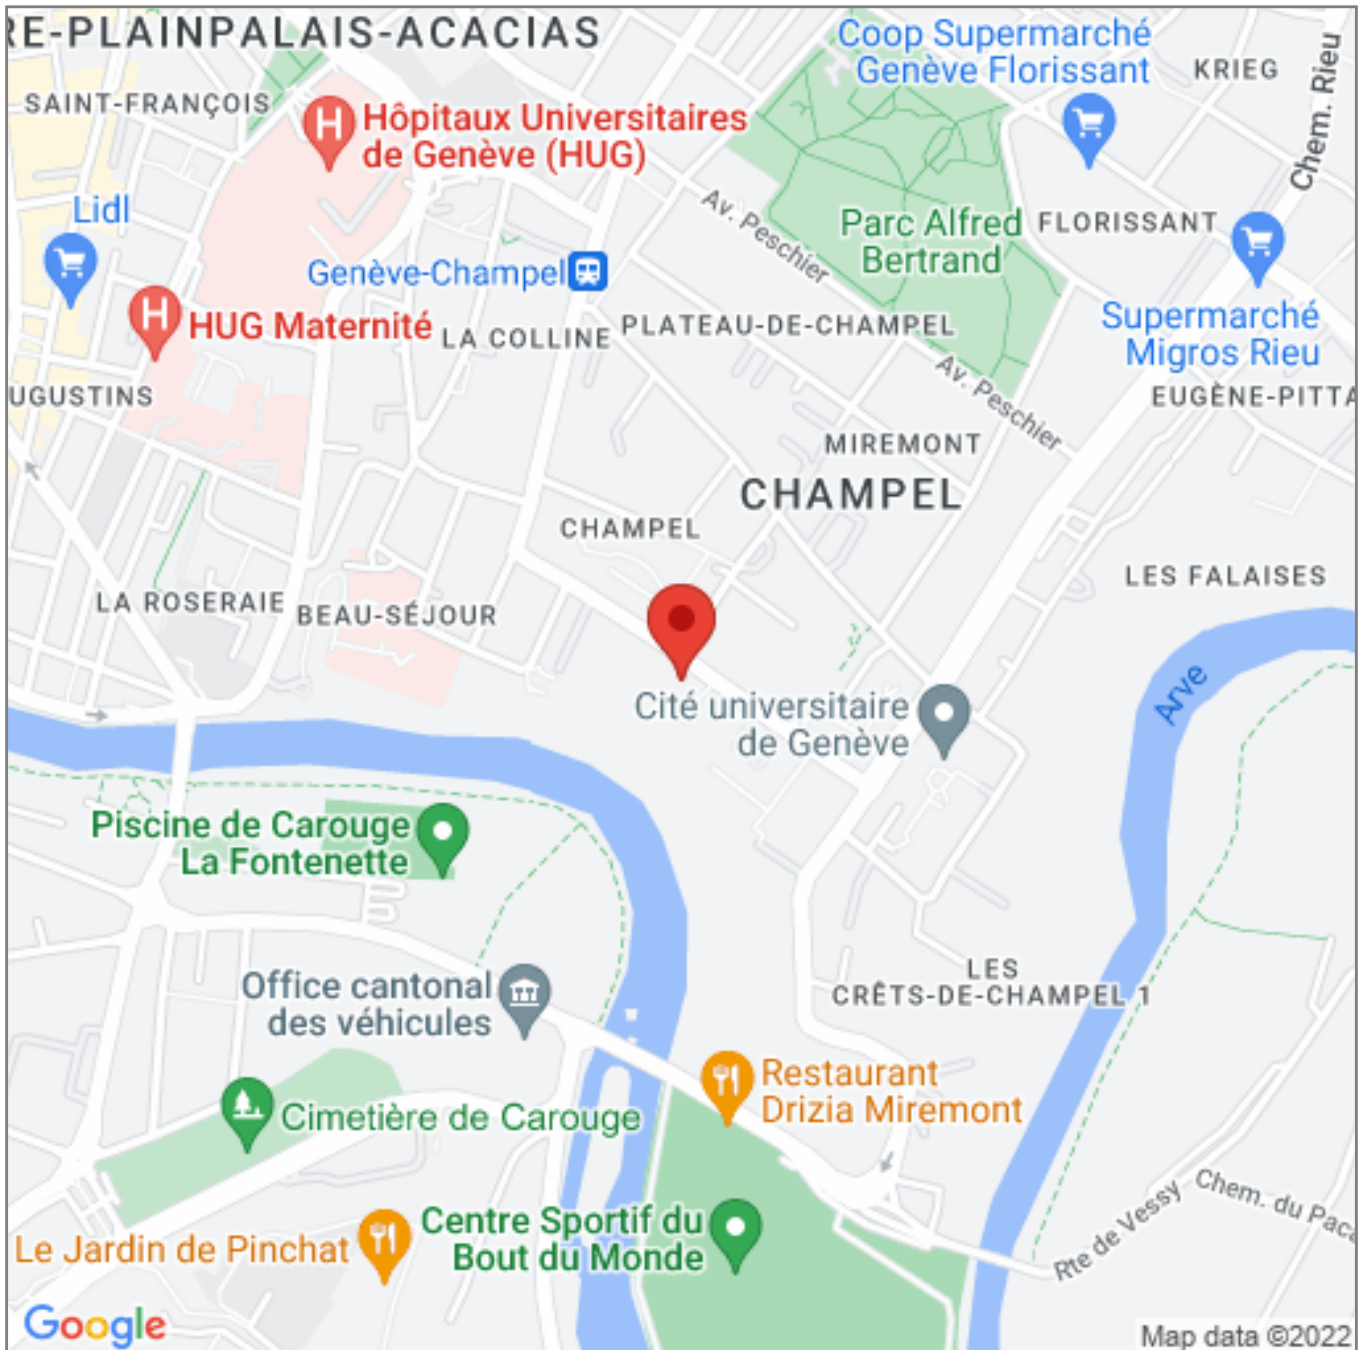 RE-PLAINPALAIS-ACACIAS
Coop Supermarché
Genève Florissant
KRIEG
Chem. Rieu
SAINT-FRANÇOIS
Hôpitaux Universitaires
de Genève (HUG)
Lidl
Av. Peschier
Parc Alfred
Bertrand
FLORISSANT
Genève-Champel
HUG Maternité
LA COLLINE
PLATEAU-DE-CHAMPEL
Supermarché
Migros Rieu
UGUSTINS
Av. Peschier
EUGÈNE-PITTA
MIREMONT
CHAMPEL
CHAMPEL
LES FALAISES
LA ROSERAIE
BEAU-SÉJOUR
Arve
Cité universitaire
de Genève
Piscine de Carouge
La Fontenette
Office cantonal
des véhicules
LES
CRÊTS-DE-CHAMPEL 1
Restaurant
Drizia Miremont
Cimetière de Carouge
Chem. du Paca
Rte de Vessy
Centre Sportif du
Bout du Monde
Le Jardin de Pinchat
Google
Map data ©2022